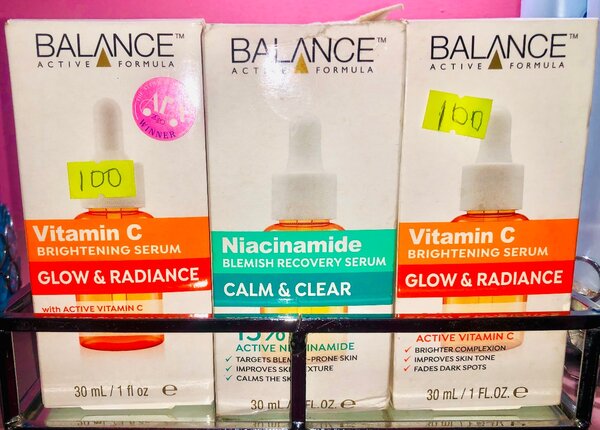 BALANCE™
ACTIVE FORMULA
WINNER
100
Vitamin C
BRIGHTENING SERUM
GLOW & RADIANCE
with ACTIVE VITAMIN C
30 ml / 1 fl oz e
BALANCE™
ACTIVE FORMULA
Niacinamide
BLEMISH RECOVERY SERUM
CALM & CLEAR
15%
ACTIVE NIACINAMIDE
✓ TARGETS BLEMISH-PRONE SKIN
✓ IMPROVES SKIN TEXTURE
✓ CALMS THE SKIN
30 mL / 1 FL.OZ. e
BALANCE™
ACTIVE FORMULA
100
Vitamin C
BRIGHTENING SERUM
GLOW & RADIANCE
ACTIVE VITAMIN C
✓ BRIGHTER COMPLEXION
✓ IMPROVES SKIN TONE
✓ FADES DARK SPOTS
30 mL / 1 FL.OZ. e